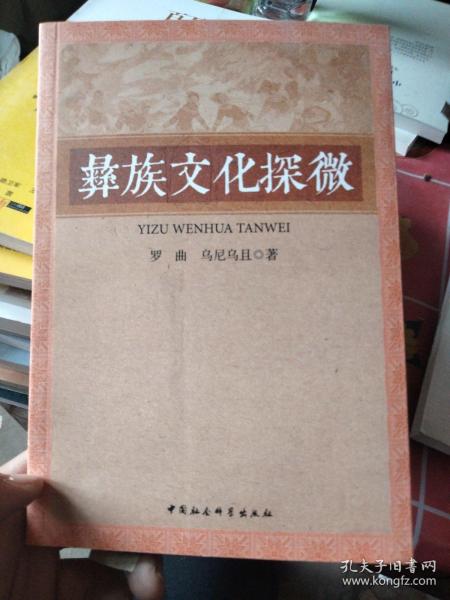 彝族文化探微
YIZU WENHUA TANWEI
罗 曲 乌尼乌且◎著
中国社会科学出版社
孔夫子旧书网
www.kongfz.com